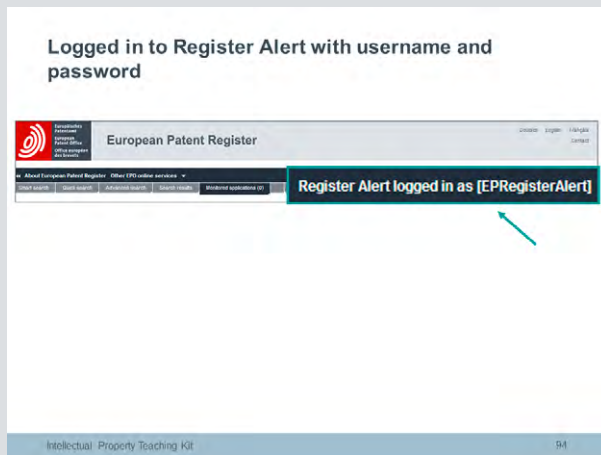 Logged in to Register Alert with username and
password
Europäisches
Patentamt
European
Patent Office
Office européen
des brevets
European Patent Register
Deutsch English Français
Contact
About European Patent Register Other EPO online services
Smart search Quick search Advanced search Search results Monitored applications (0)
Register Alert logged in as [EPRegisterAlert]
Intellectual Property Teaching Kit
94